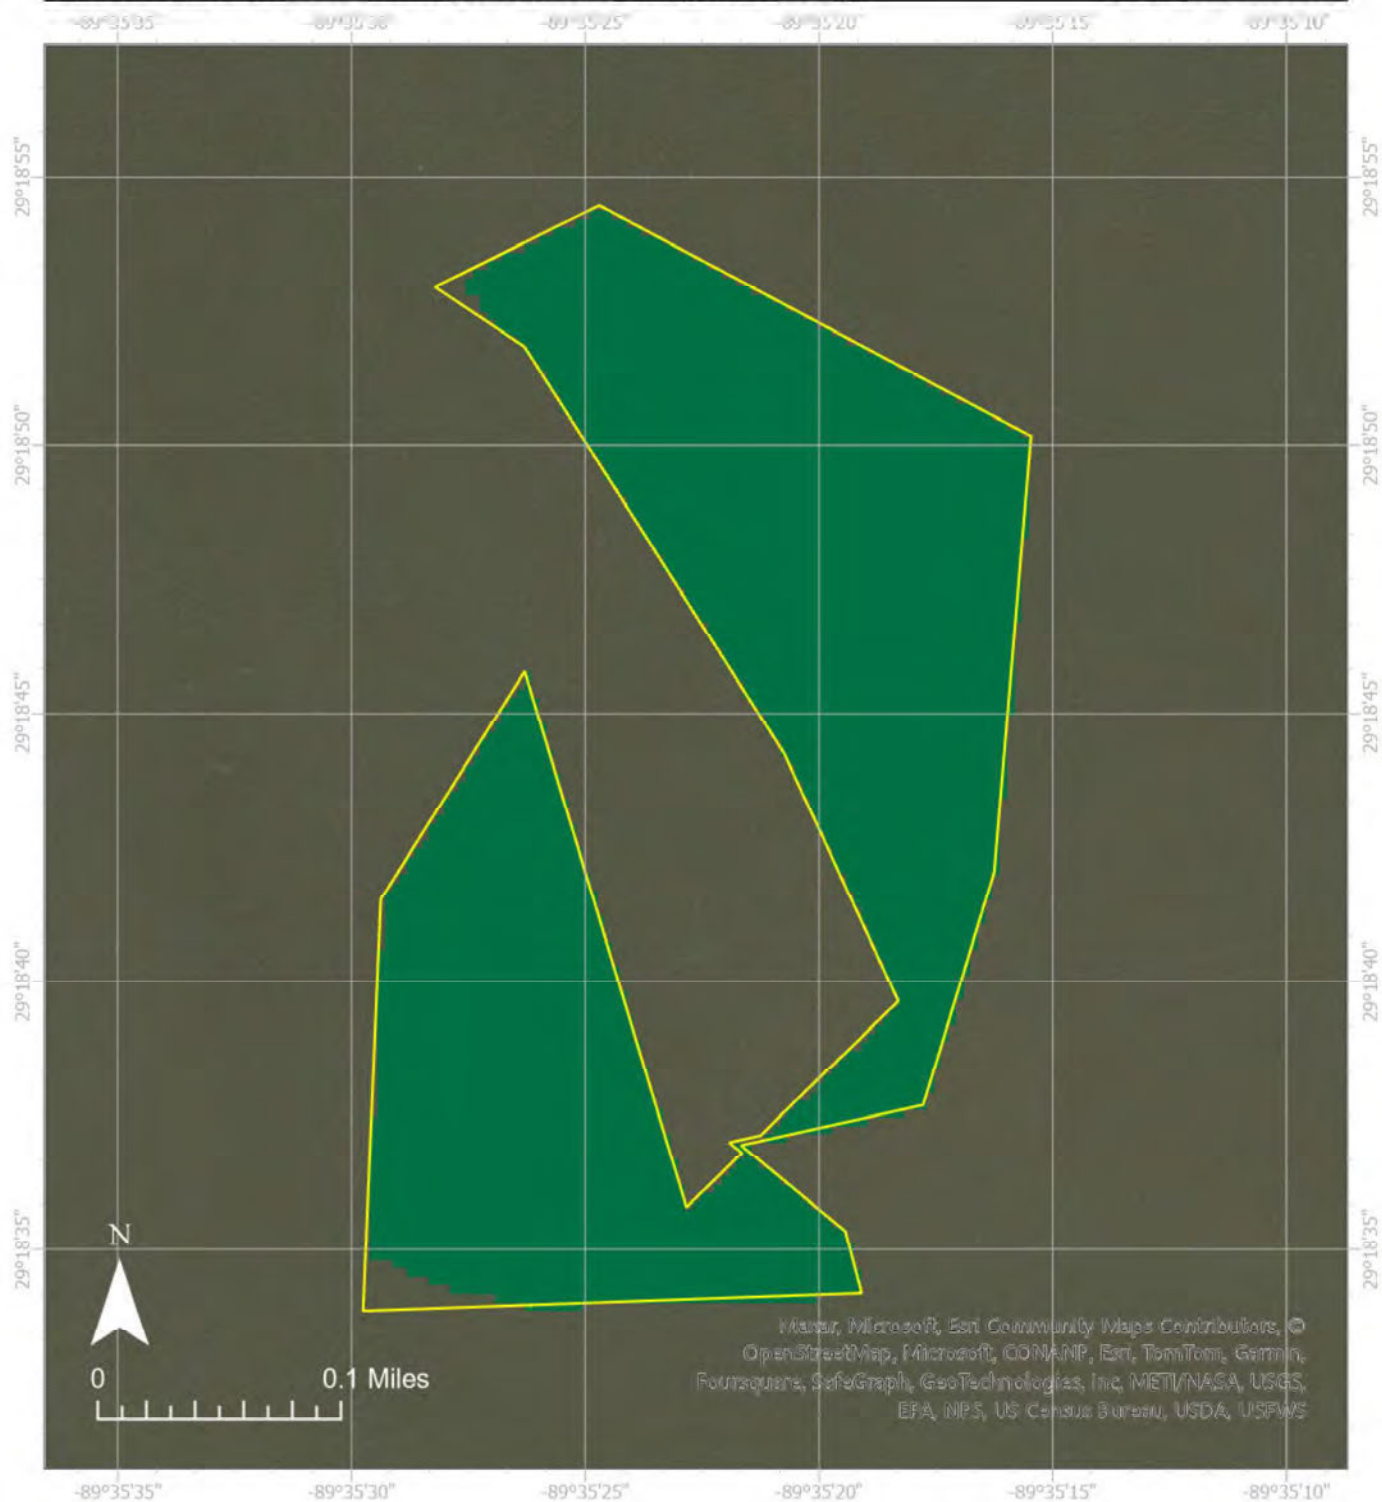 -89°35'35" -89°35'30" -89°35'25" -89°35'20" -89°35'15" -89°35'10"
29°18'55" 29°18'55"
29°18'50" 29°18'50"
29°18'45" 29°18'45"
29°18'40" 29°18'40"
29°18'35" 29°18'35"
N
0 0.1 Miles
Maxar, Microsoft, Esri Community Maps Contributors, ©
OpenStreetMap, Microsoft, CONANP, Esri, TomTom, Garmin,
Foursquare, SafeGraph, GeoTechnologies, Inc, METI/NASA, USGS,
EPA, NPS, US Census Bureau, USDA, USFWS
-89°35'35" -89°35'30" -89°35'25" -89°35'20" -89°35'15" -89°35'10"